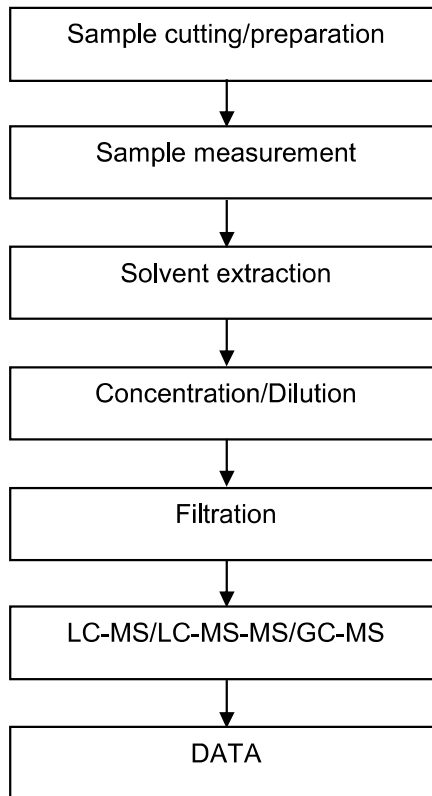 Sample cutting/preparation
Sample measurement
Solvent extraction
Concentration/Dilution
Filtration
LC-MS/LC-MS-MS/GC-MS
DATA